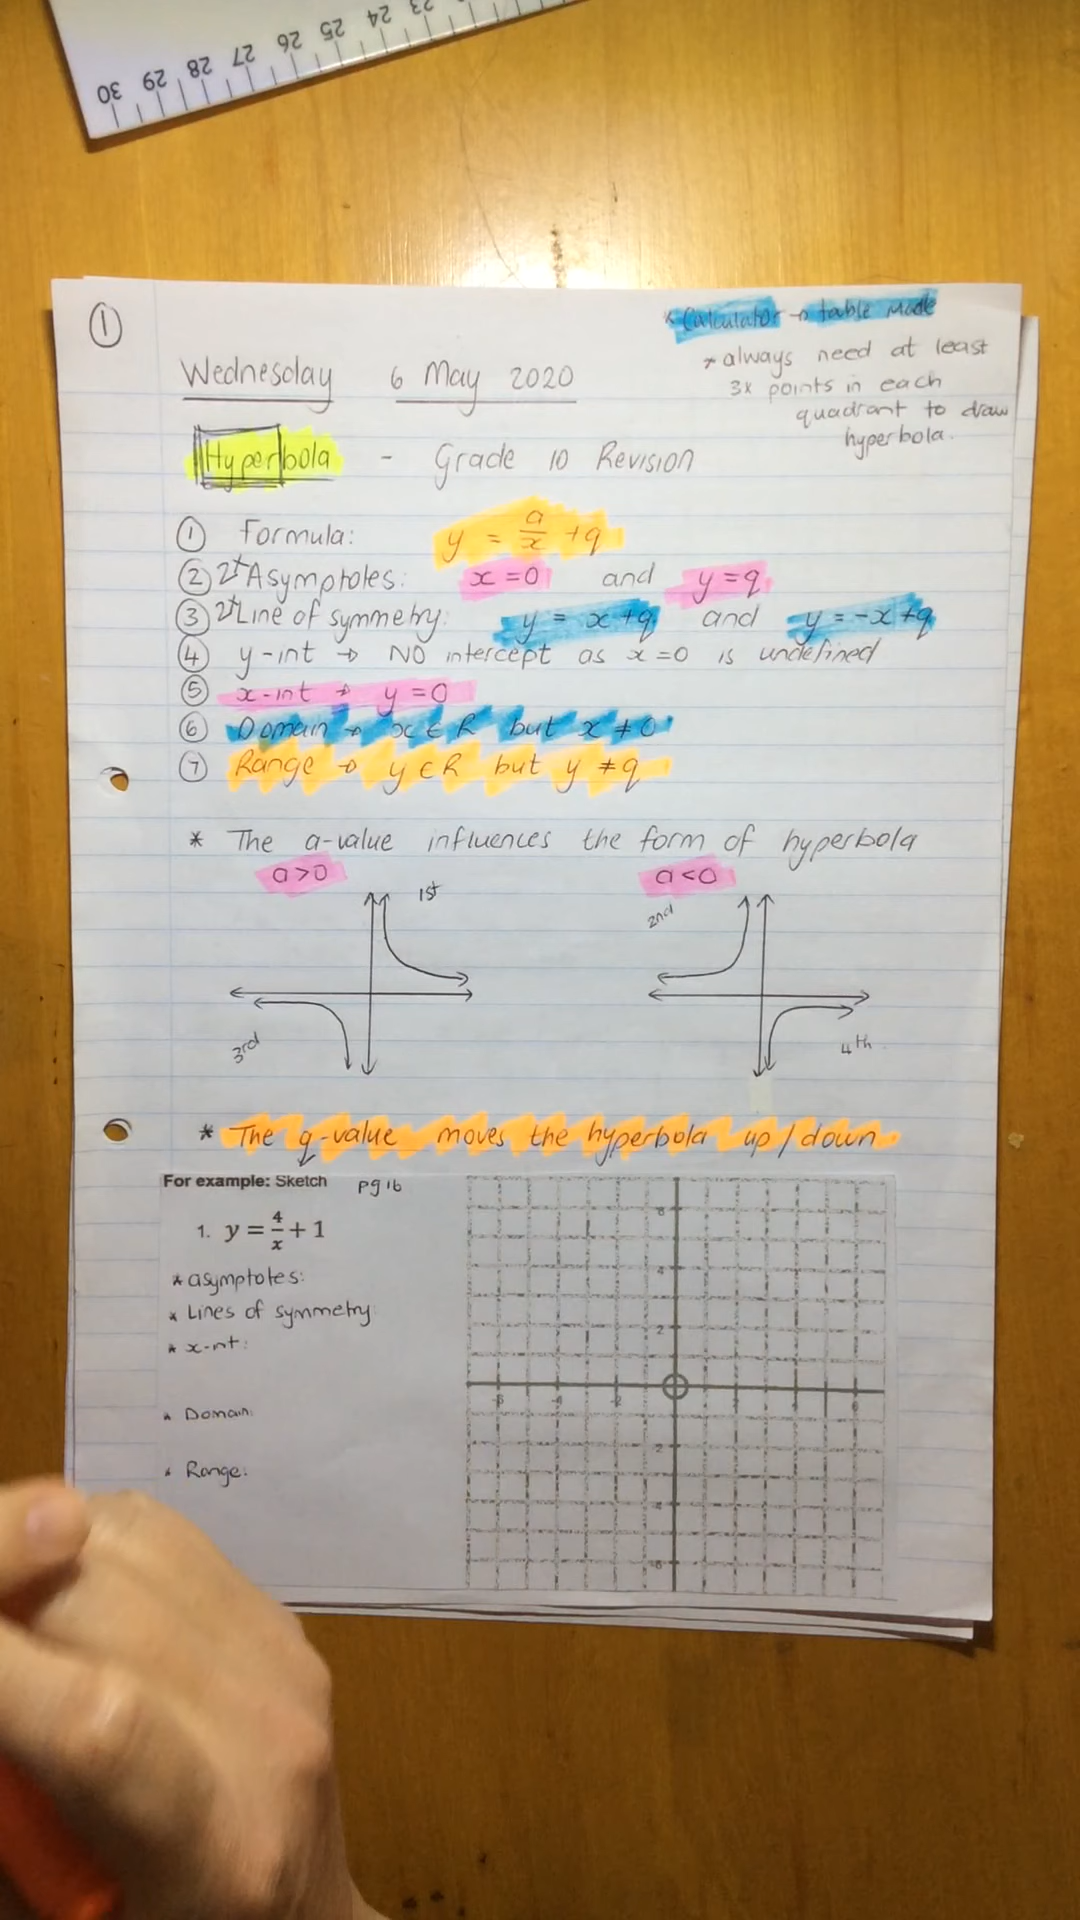 30 29 28 27 26 25 24 23
①
* Calculator → table mode
* always need at least
3x points in each
quadrant to draw
hyperbola.
Wednesday 6 May 2020
Hyperbola - Grade 10 Revision
① Formula: y = a/x + q
② 2* Asymptotes: x = 0 and y = q
③ 2* Line of symmetry: y = x + q and y = -x + q
④ y-int → NO intercept as x = 0 is undefined
⑤ x-int → y = 0
⑥ Domain → x ∈ R but x ≠ 0
⑦ Range → y ∈ R but y ≠ q
* The a-value influences the form of hyperbola
a > 0 a < 0
1st 2nd
3rd 4th
* The q-value moves the hyperbola up / down
For example: Sketch pg 16
1. y = 4/x + 1
* asymptotes:
* Lines of symmetry:
* x-int:
* Domain:
* Range:
4
2
2